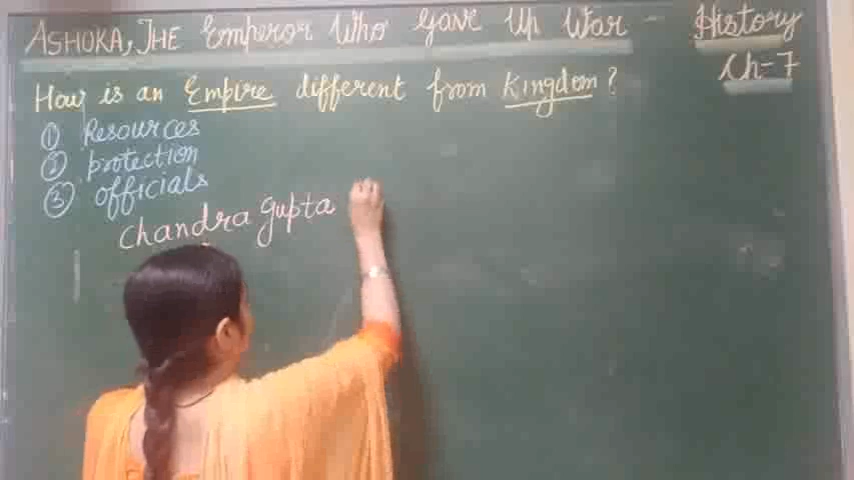 ASHOKA, THE Emperor Who Gave Up War - History
Ch-7
How is an Empire different from Kingdom?
① Resources
② protection
③ officials
Chandra Gupta